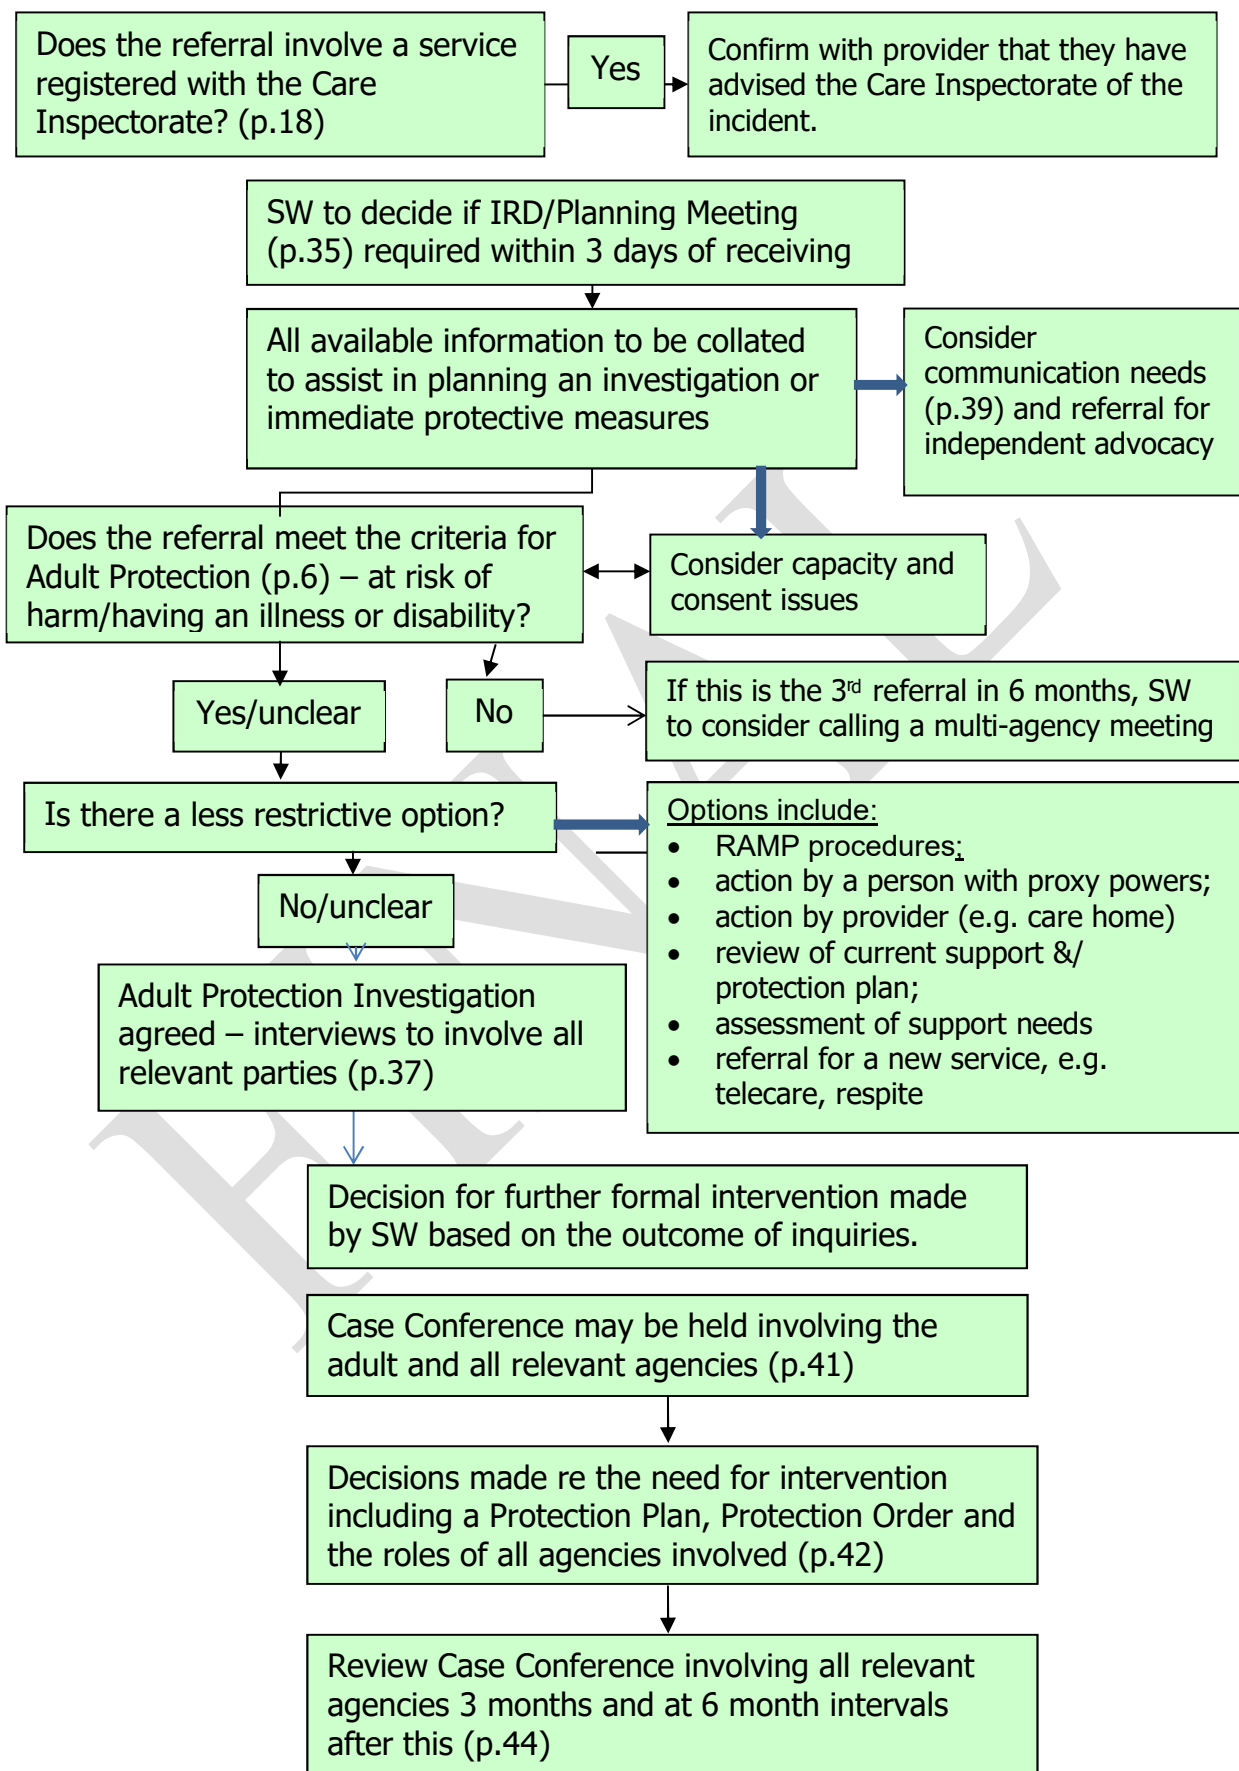 Does the referral involve a service
registered with the Care
Inspectorate? (p.18)
Yes
Confirm with provider that they have
advised the Care Inspectorate of the
incident.
SW to decide if IRD/Planning Meeting
(p.35) required within 3 days of receiving
All available information to be collated
to assist in planning an investigation or
immediate protective measures
Consider
communication needs
(p.39) and referral for
independent advocacy
Does the referral meet the criteria for
Adult Protection (p.6) – at risk of
harm/having an illness or disability?
Consider capacity and
consent issues
Yes/unclear
No
If this is the 3rd referral in 6 months, SW
to consider calling a multi-agency meeting
Is there a less restrictive option?
Options include:
• RAMP procedures;
• action by a person with proxy powers;
• action by provider (e.g. care home)
• review of current support &/
protection plan;
• assessment of support needs
• referral for a new service, e.g.
telecare, respite
No/unclear
Adult Protection Investigation
agreed – interviews to involve all
relevant parties (p.37)
Decision for further formal intervention made
by SW based on the outcome of inquiries.
Case Conference may be held involving the
adult and all relevant agencies (p.41)
Decisions made re the need for intervention
including a Protection Plan, Protection Order and
the roles of all agencies involved (p.42)
Review Case Conference involving all relevant
agencies 3 months and at 6 month intervals
after this (p.44)
FINAL